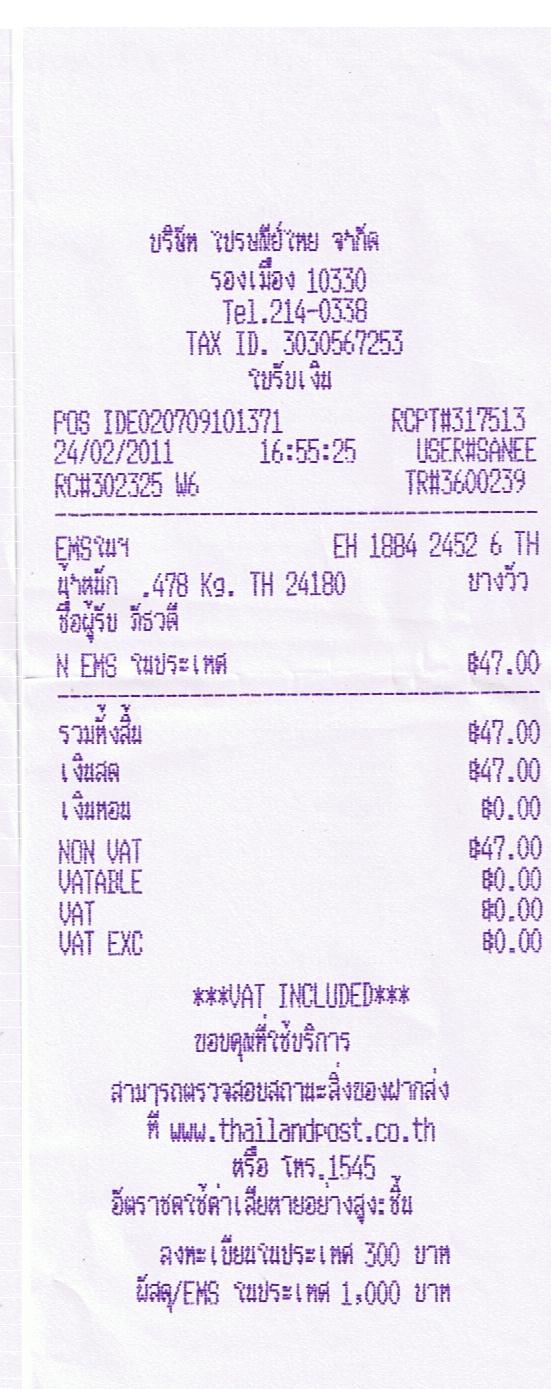 บริษัท ไปรษณีย์ไทย จำกัด
รองเมือง 10330
Tel.214-0338
TAX ID. 3030567253
ใบรับเงิน
POS IDE020709101371 RCPT#317513
24/02/2011 16:55:25 USER#SANEE
RC#302325 W6 TR#3600239
EMSในฯ EH 1884 2452 6 TH
น้ำหนัก .478 Kg. TH 24180 บางวัว
ชื่อผู้รับ ภัธวดี
N EMS ในประเทศ ฿47.00
รวมทั้งสิ้น ฿47.00
เงินสด ฿47.00
เงินทอน ฿0.00
NON VAT ฿47.00
VATABLE ฿0.00
VAT ฿0.00
VAT EXC ฿0.00
***VAT INCLUDED***
ขอบคุณที่ใช้บริการ
สามารถตรวจสอบสถานะสิ่งของฝากส่ง
ที่ www.thailandpost.co.th
หรือ โทร.1545
อัตราชดใช้ค่าเสียหายอย่างสูง:ชิ้น
ลงทะเบียนในประเทศ 300 บาท
พัสดุ/EMS ในประเทศ 1,000 บาท